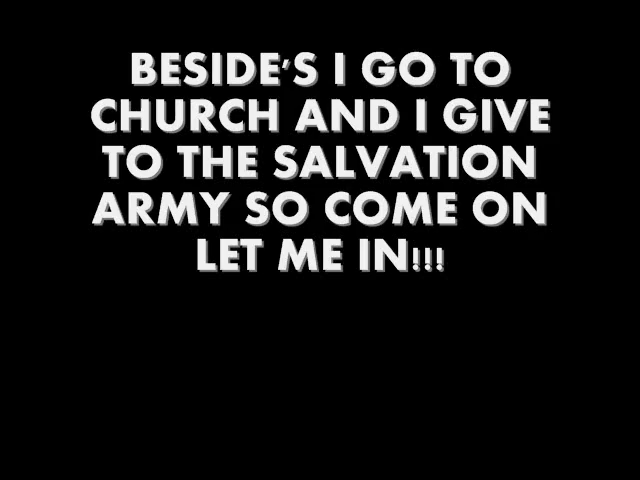 BESIDE'S I GO TO
CHURCH AND I GIVE
TO THE SALVATION
ARMY SO COME ON
LET ME IN!!!